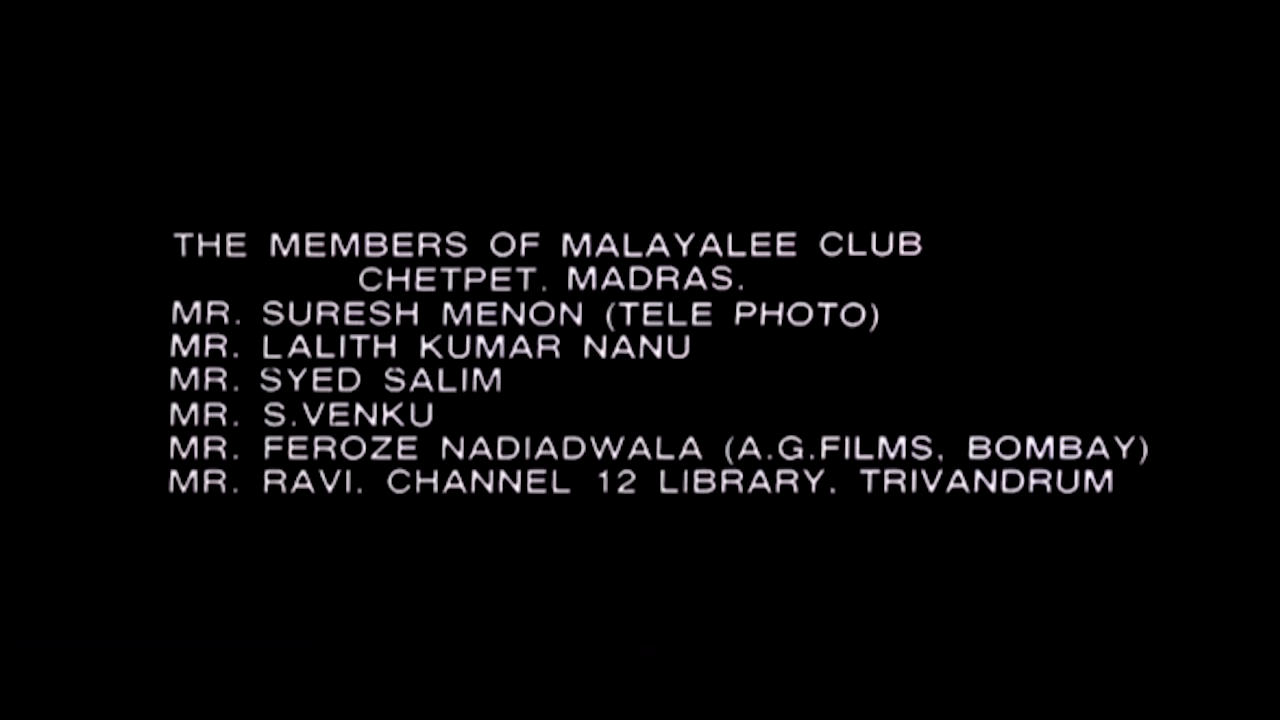 THE MEMBERS OF MALAYALEE CLUB
CHETPET. MADRAS.
MR. SURESH MENON (TELE PHOTO)
MR. LALITH KUMAR NANU
MR. SYED SALIM
MR. S.VENKU
MR. FEROZE NADIADWALA (A.G.FILMS. BOMBAY)
MR. RAVI. CHANNEL 12 LIBRARY. TRIVANDRUM